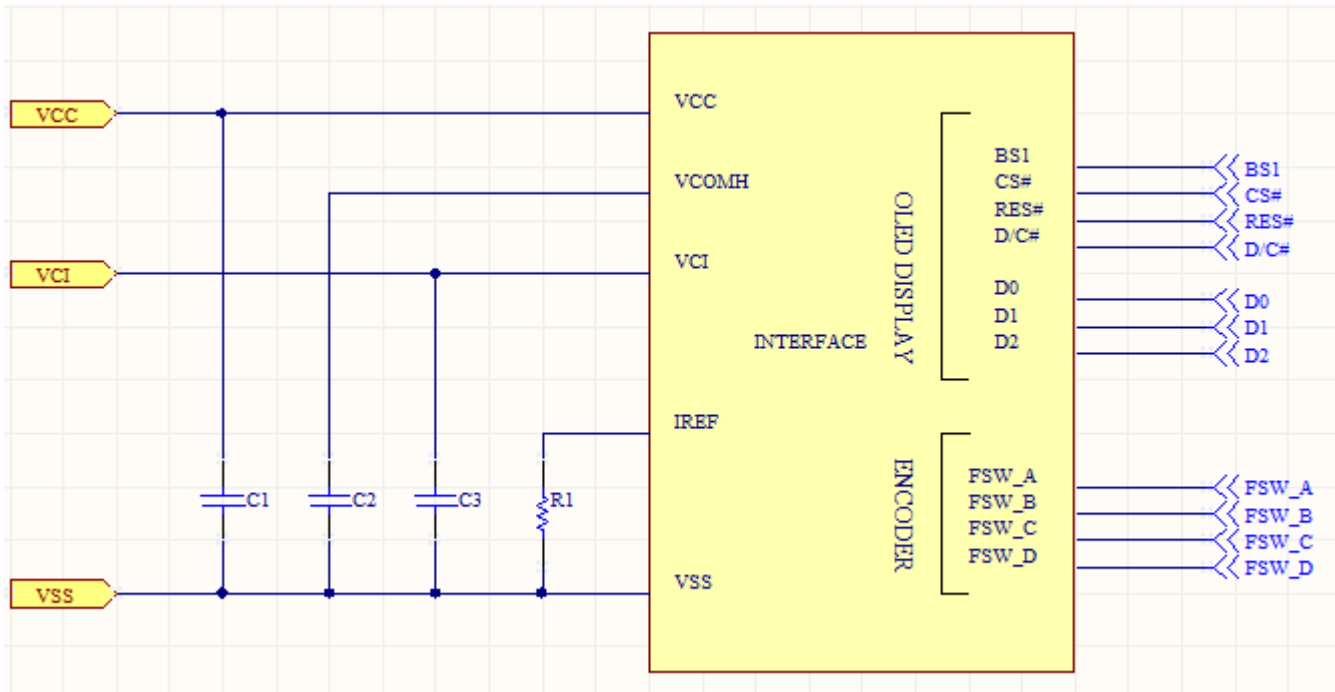 VCC
VCI
VSS
C1
C2
C3
R1
VCC
VCOMH
VCI
INTERFACE
IREF
VSS
OLED DISPLAY
BS1
CS#
RES#
D/C#
D0
D1
D2
ENCODER
FSW_A
FSW_B
FSW_C
FSW_D
BS1
CS#
RES#
D/C#
D0
D1
D2
FSW_A
FSW_B
FSW_C
FSW_D